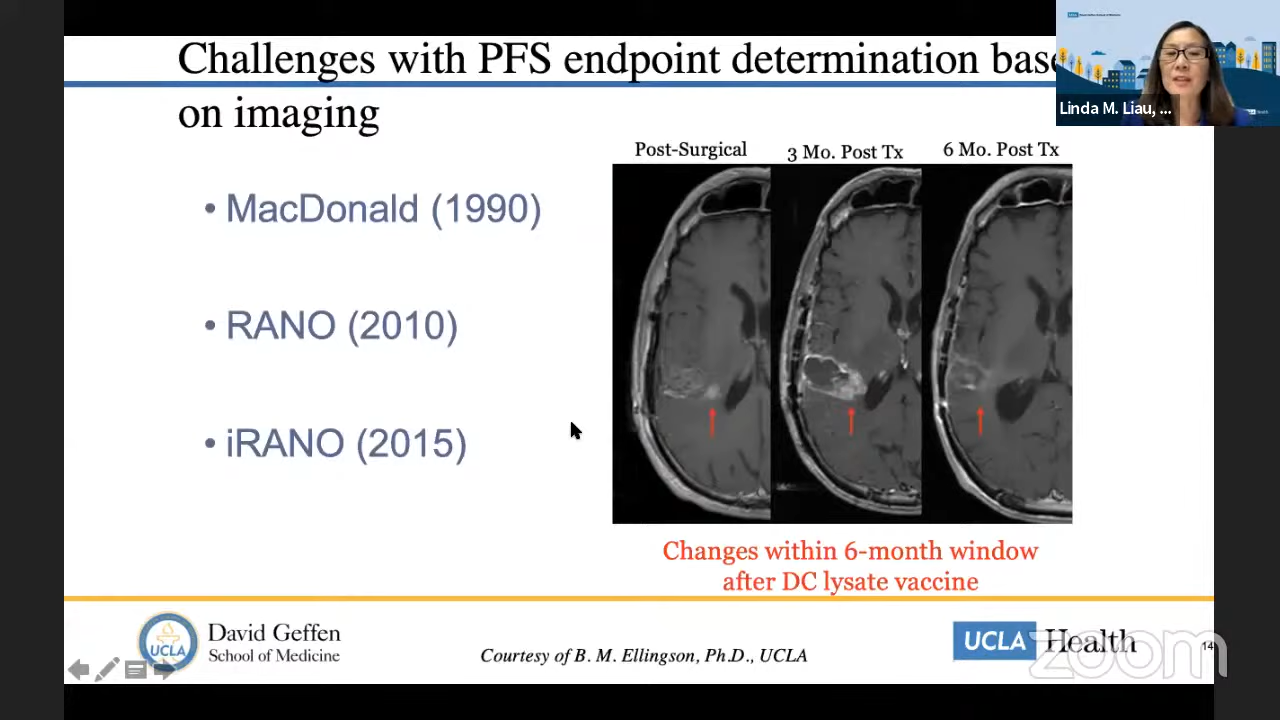 Challenges with PFS endpoint determination base
on imaging
Linda M. Liau, ...
• MacDonald (1990)
• RANO (2010)
• iRANO (2015)
Post-Surgical
3 Mo. Post Tx
6 Mo. Post Tx
Changes within 6-month window
after DC lysate vaccine
UCLA
David Geffen
School of Medicine
Courtesy of B. M. Ellingson, Ph.D., UCLA
UCLA Health
zoom
14